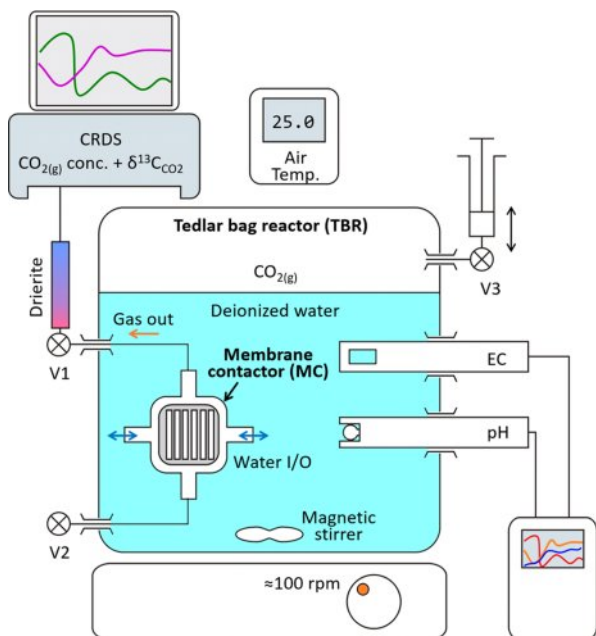 CRDS
CO₂₍g₎ conc. + δ¹³C_CO2
25.0
Air
Temp.
Tedlar bag reactor (TBR)
CO₂₍g₎
V3
Drierite
Deionized water
Gas out
V1
Membrane
contactor (MC)
EC
pH
Water I/O
V2
Magnetic
stirrer
≈100 rpm